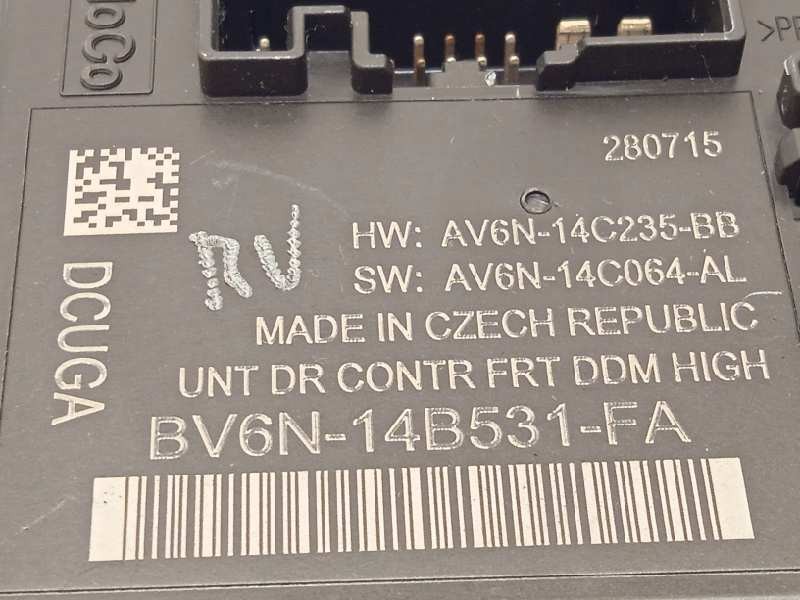 280715
HW: AV6N-14C235-BB
SW: AV6N-14C064-AL
MADE IN CZECH REPUBLIC
UNT DR CONTR FRT DDM HIGH
BV6N-14B531-FA
DCUGA
RV